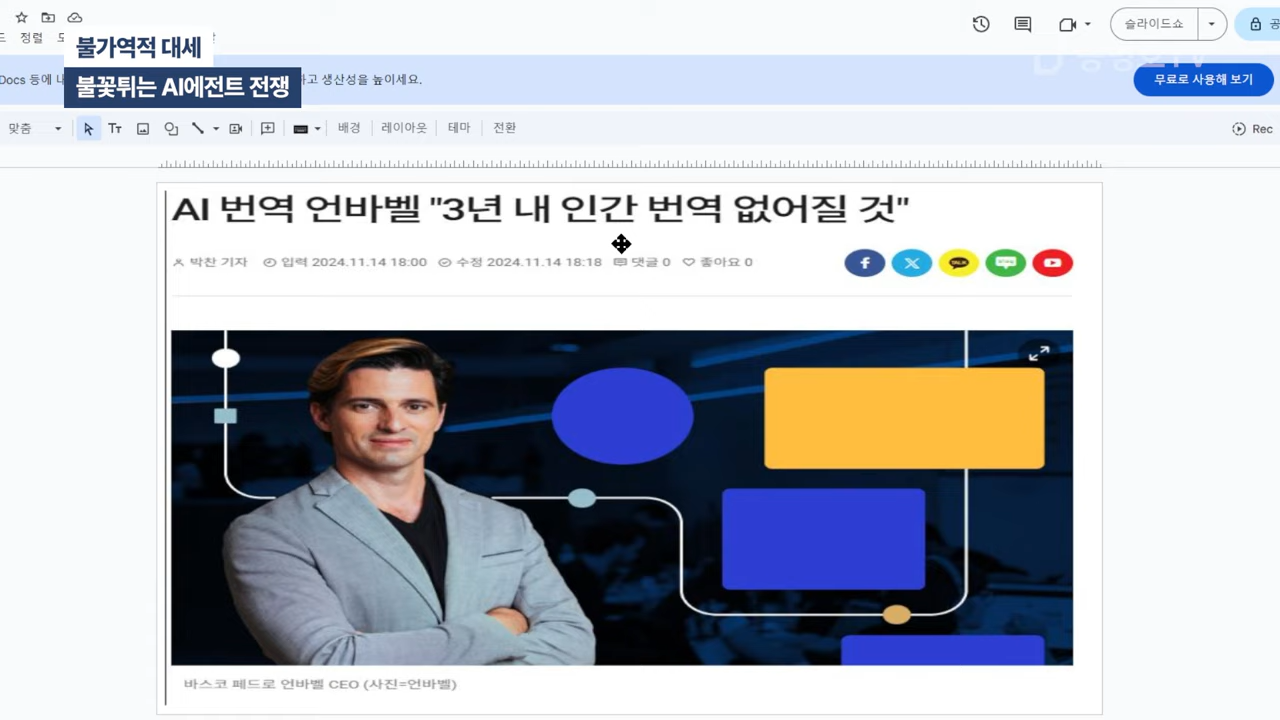 슬라이드쇼
정렬
불가역적 대세
Docs 등에
불꽃튀는 AI에전트 전쟁
하고 생산성을 높이세요.
무료로 사용해 보기
맞춤
배경
레이아웃
테마
전환
Rec
AI 번역 언바벨 "3년 내 인간 번역 없어질 것"
박찬 기자 입력 2024.11.14 18:00 수정 2024.11.14 18:18 댓글 0 좋아요 0
바스코 페드로 언바벨 CEO (사진=언바벨)